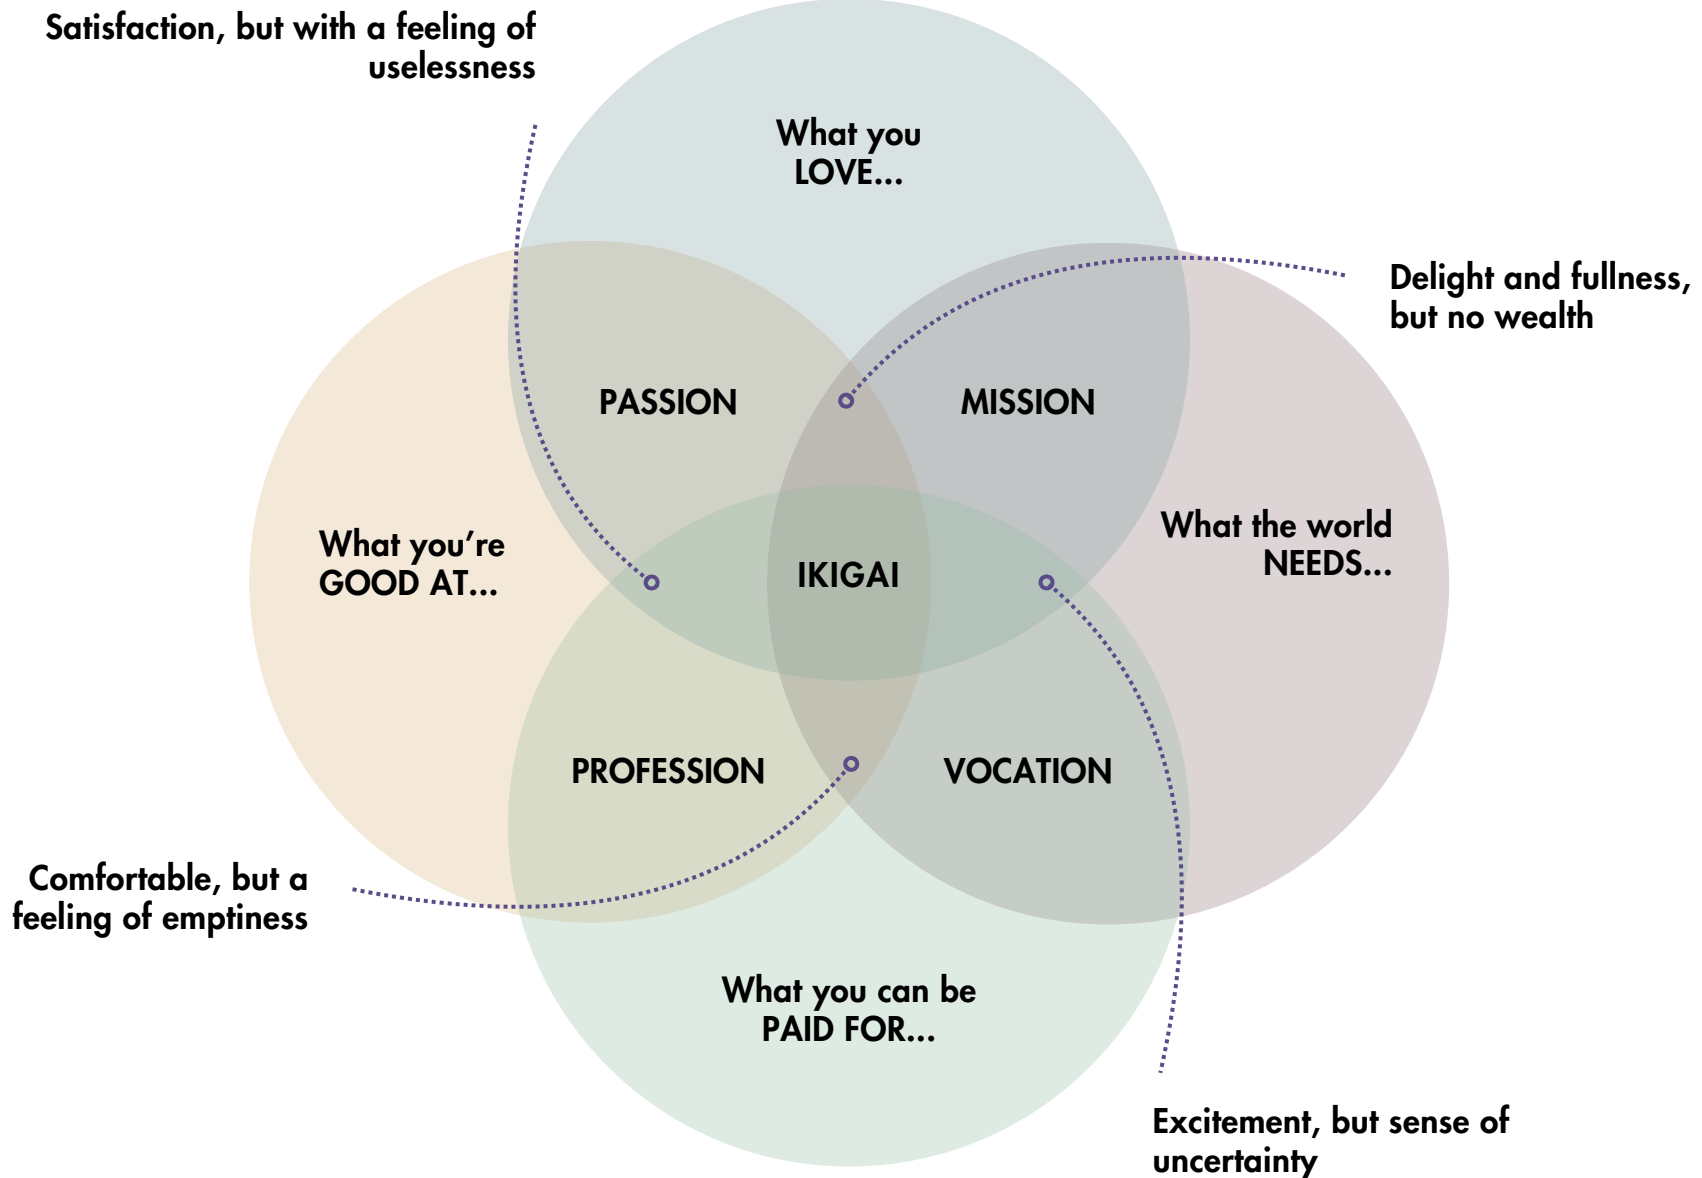 Satisfaction, but with a feeling of
uselessness
What you
LOVE...
Delight and fullness,
but no wealth
PASSION
MISSION
What you're
GOOD AT...
IKIGAI
What the world
NEEDS...
PROFESSION
VOCATION
Comfortable, but a
feeling of emptiness
What you can be
PAID FOR...
Excitement, but sense of
uncertainty